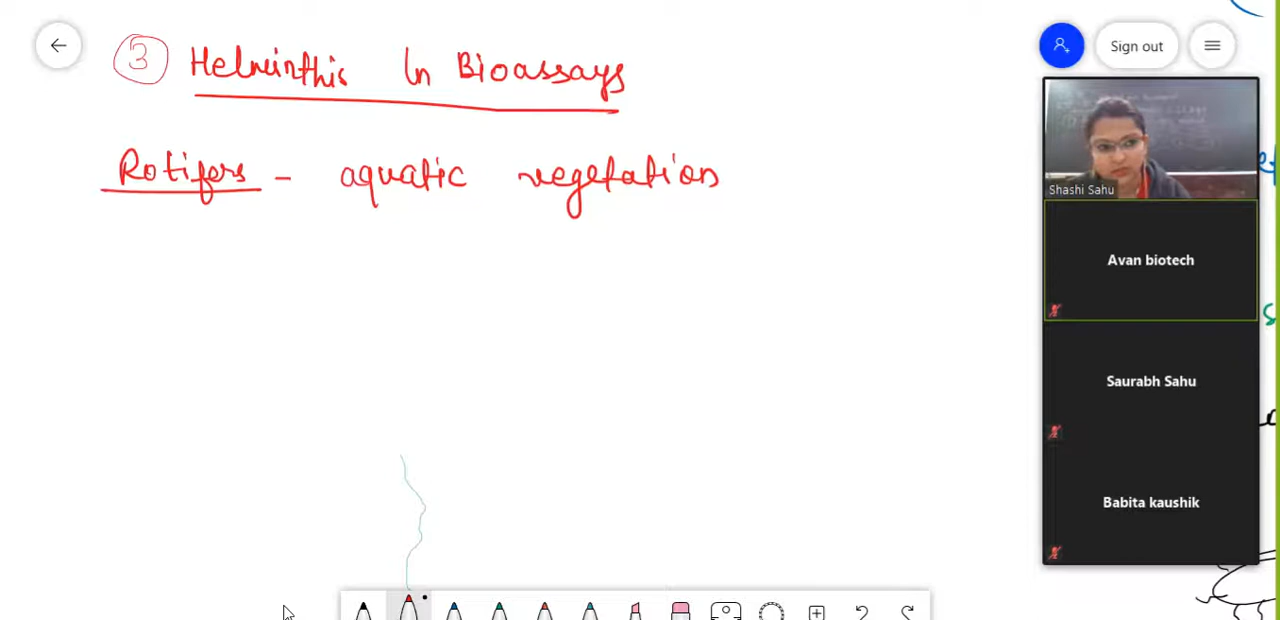 3 Helminthis In Bioassays
Rotifers - aquatic vegetation
Sign out
Shashi Sahu
Avan biotech
Saurabh Sahu
Babita kaushik